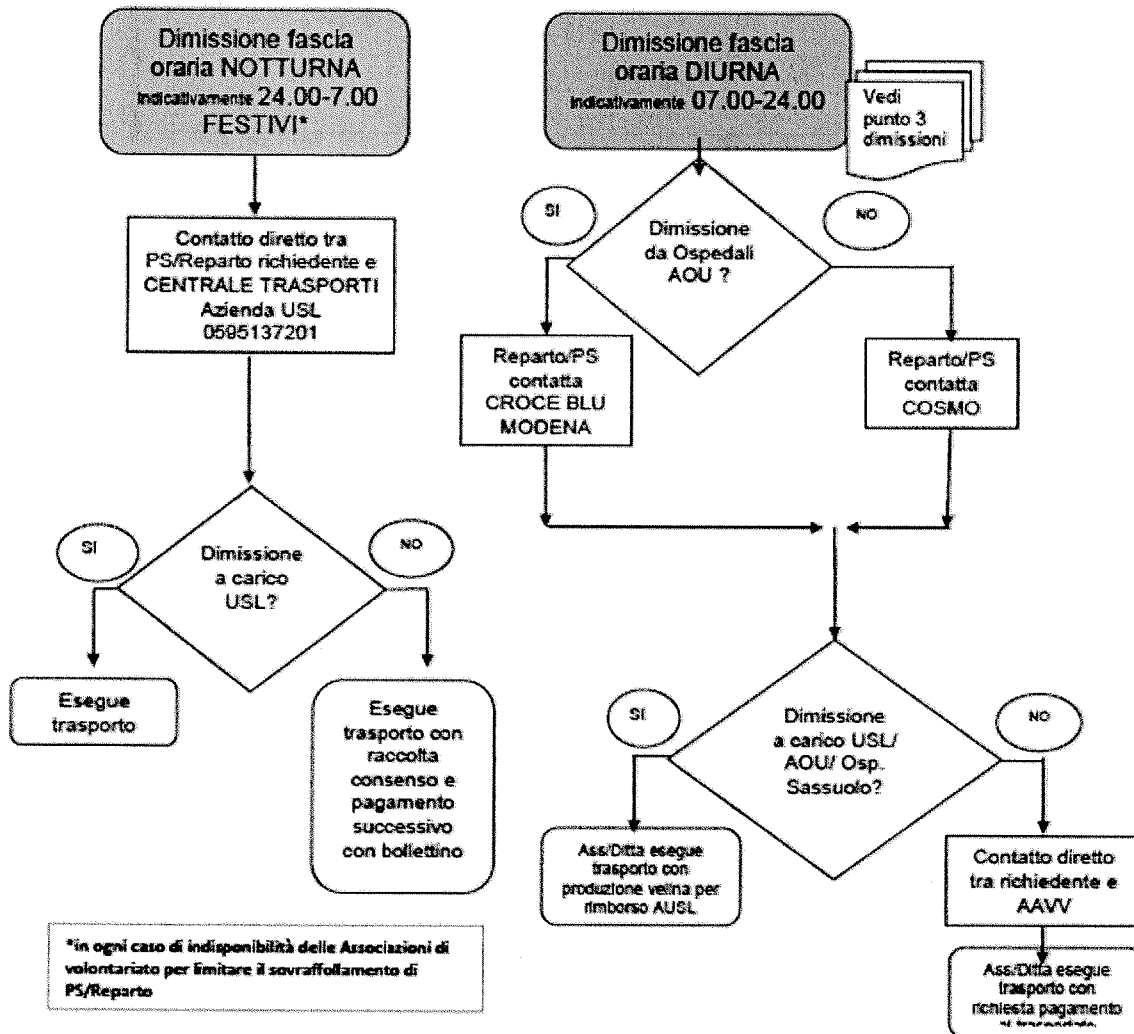 Dimissione fascia
oraria NOTTURNA
Indicativamente 24.00-7.00
FESTIVI*
Contatto diretto tra
PS/Reparto richiedente e
CENTRALE TRASPORTI
Azienda USL
0595137201
SI
NO
Dimissione
a carico
USL?
Esegue
trasporto
Esegue
trasporto con
raccolta
consenso e
pagamento
successivo
con bollettino
*in ogni caso di indisponibilità delle Associazioni di
volontariato per limitare il sovraffollamento di
PS/Reparto
Dimissione fascia
oraria DIURNA
Indicativamente 07.00-24.00
Vedi
punto 3
dimissioni
SI
NO
Dimissione
da Ospedali
AOU ?
Reparto/PS
contatta
CROCE BLU
MODENA
Reparto/PS
contatta
COSMO
SI
NO
Dimissione
a carico USL/
AOU/ Osp.
Sassuolo?
Ass/Ditta esegue
trasporto con
produzione velina per
rimborso AUSL
Contatto diretto
tra richiedente e
AAVV
Ass/Ditta esegue
trasporto con
richiesta pagamento
al trasportato